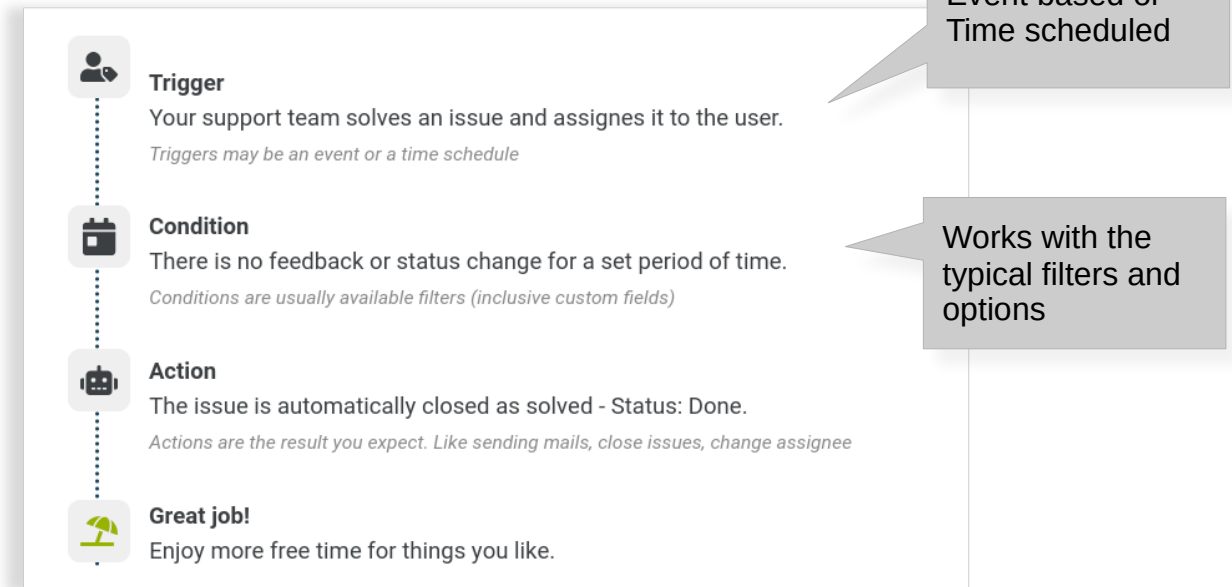 Event based or
Time scheduled
Trigger
Your support team solves an issue and assignes it to the user.
Triggers may be an event or a time schedule
Condition
There is no feedback or status change for a set period of time.
Conditions are usually available filters (inclusive custom fields)
Works with the
typical filters and
options
Action
The issue is automatically closed as solved - Status: Done.
Actions are the result you expect. Like sending mails, close issues, change assignee
Great job!
Enjoy more free time for things you like.